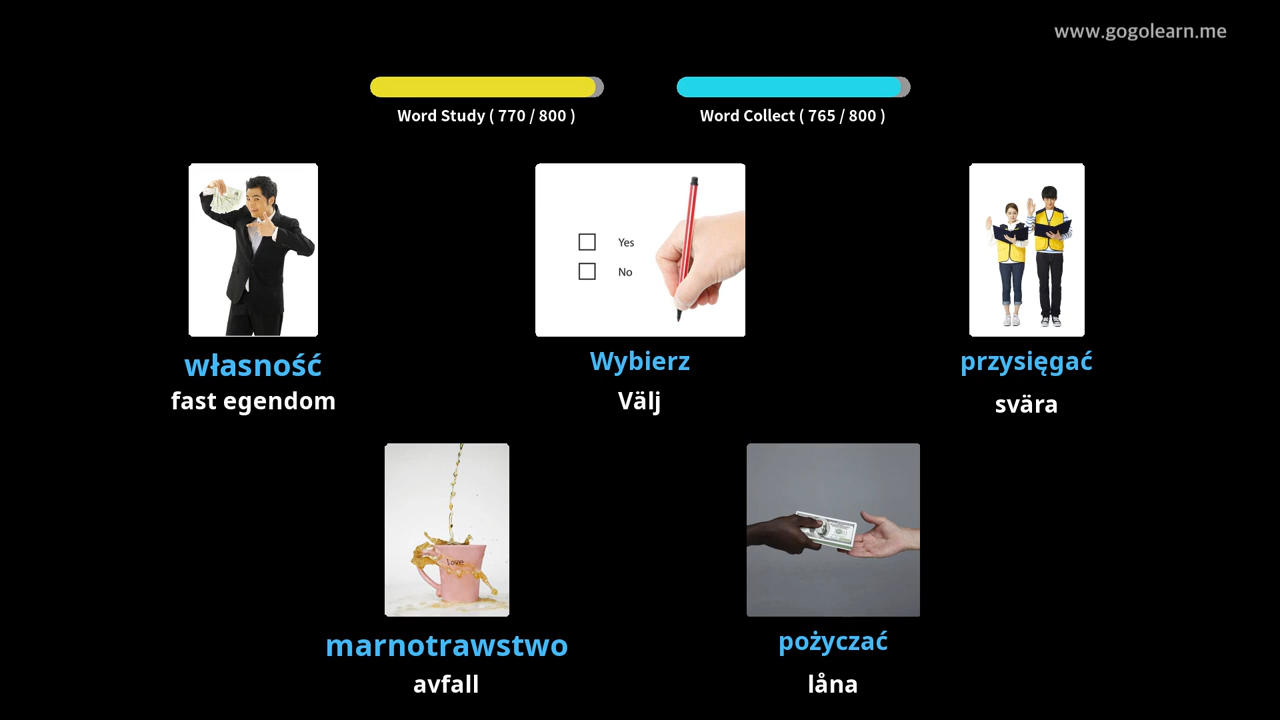 www.gogolearn.me
Word Study ( 770 / 800 )
Word Collect ( 765 / 800 )
Yes
No
własność
fast egendom
Wybierz
Välj
przysięgać
svära
love
marnotrawstwo
avfall
pożyczać
låna